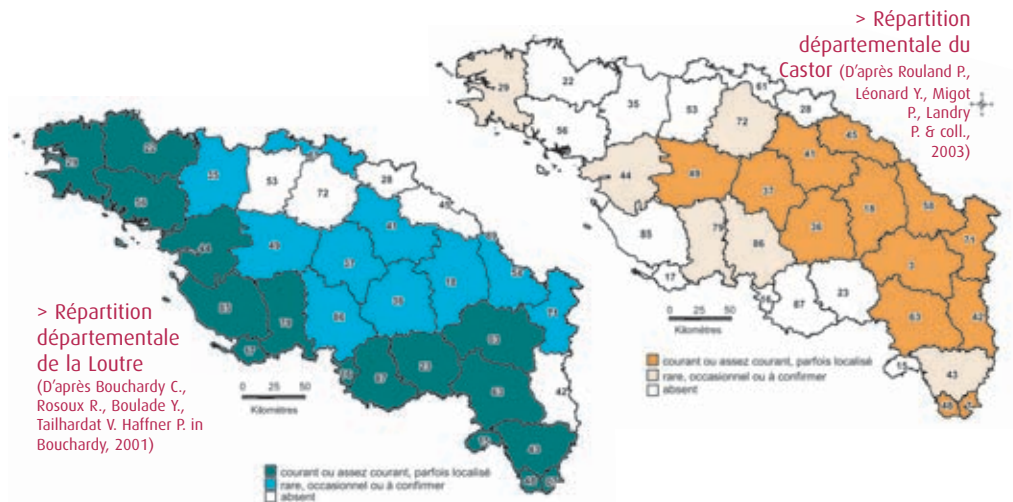 > Répartition
départementale du
Castor (D'après Rouland P.,
Léonard Y., Migot
P., Landry
P. & coll.,
2003)
29
22
35
53
61
28
56
72
45
44
49
41
37
18
58
85
79
86
36
71
17
3
16
87
23
63
42
15
43
48
0 25 50
Kilomètres
courant ou assez courant, parfois localisé
rare, occasionnel ou à confirmer
absent
> Répartition
départementale
de la Loutre
(D'après Bouchardy C.,
Rosoux R., Boulade Y.,
Tailhardat V. Haffner P. in
Bouchardy, 2001)
22
29
35
53
72
28
56
45
41
44
49
37
18
85
79
86
36
71
17
87
23
63
42
15
43
0 25 50
Kilomètres
courant ou assez courant, parfois localisé
rare, occasionnel ou à confirmer
absent